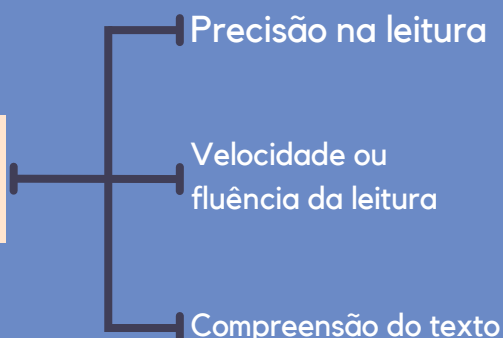 Precisão na leitura
Velocidade ou
fluência da leitura
Compreensão do texto